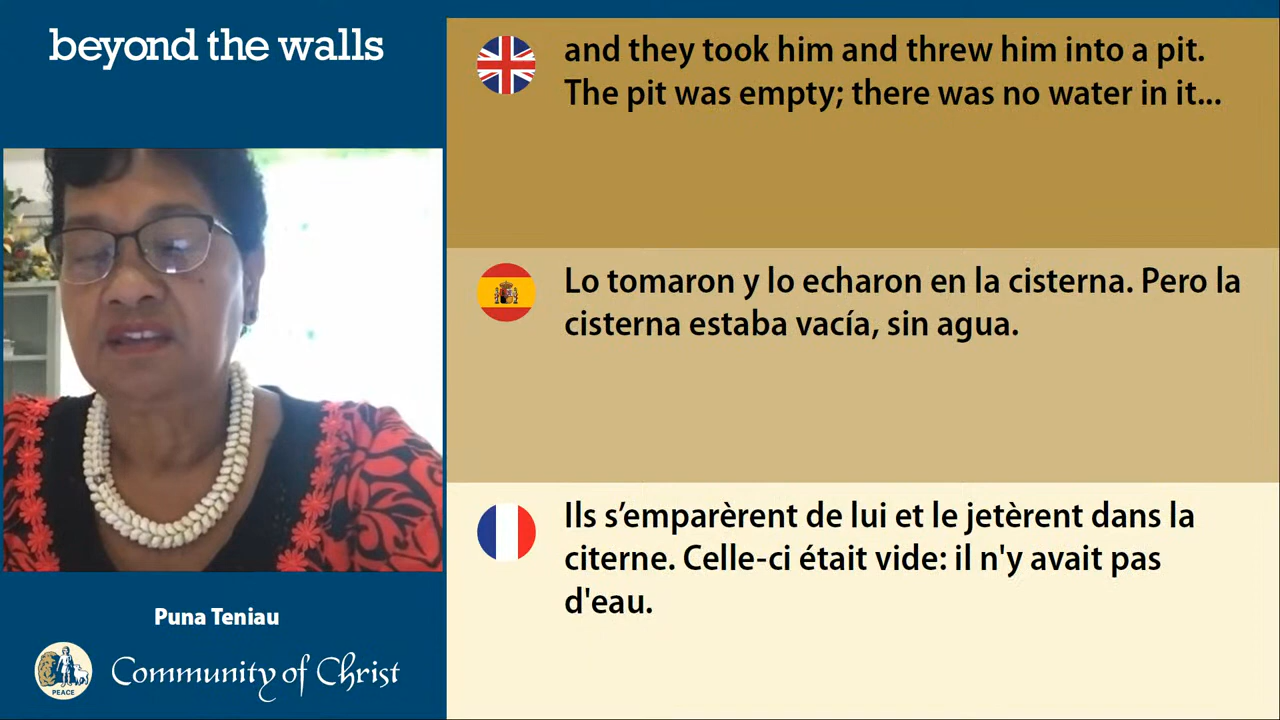 beyond the walls
and they took him and threw him into a pit.
The pit was empty; there was no water in it...
Lo tomaron y lo echaron en la cisterna. Pero la
cisterna estaba vacía, sin agua.
Ils s’emparèrent de lui et le jetèrent dans la
citerne. Celle-ci était vide: il n'y avait pas
d'eau.
Puna Teniau
PEACE
Community of Christ